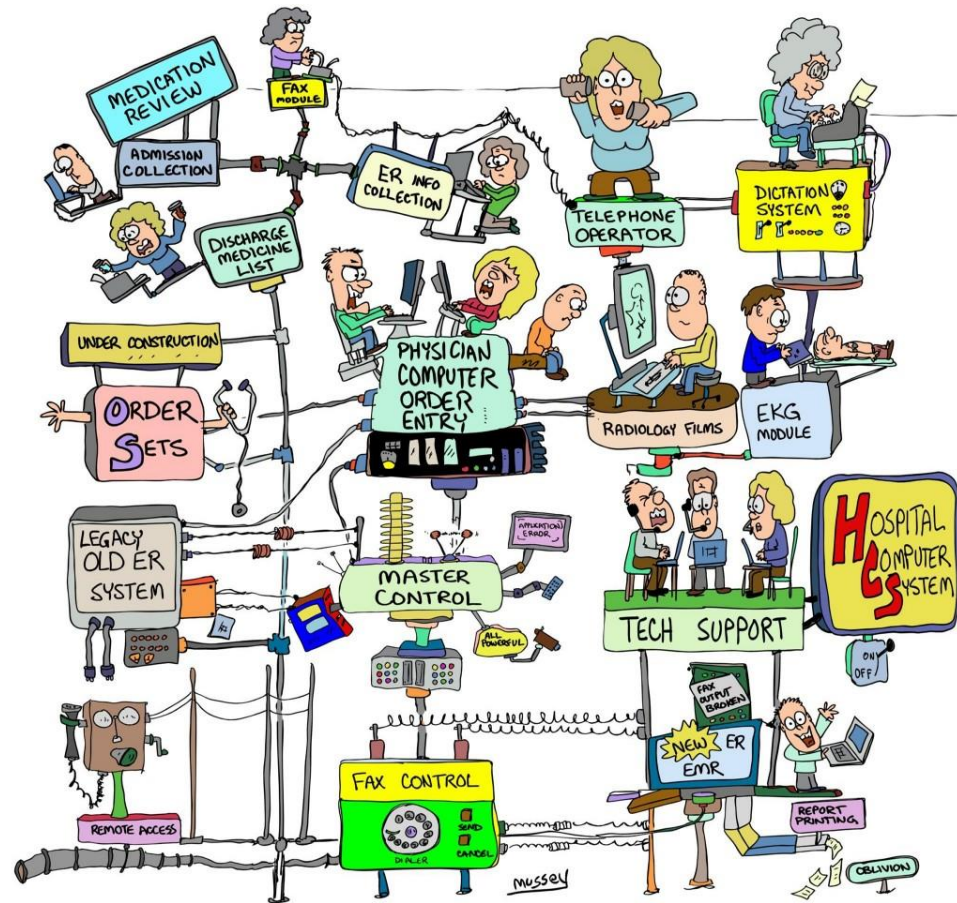 MEDICATION
REVIEW
FAX
MODULE
ADMISSION
COLLECTION
ER INFO
COLLECTION
TELEPHONE
OPERATOR
DICTATION
SYSTEM
DISCHARGE
MEDICINE
LIST
UNDER CONSTRUCTION
ORDER
SETS
PHYSICIAN
COMPUTER
ORDER
ENTRY
RADIOLOGY FILMS
EKG
MODULE
LEGACY
OLD ER
SYSTEM
APPLICATION
ERROR
MASTER
CONTROL
ALL
POWERFUL
TECH SUPPORT
HOSPITAL
COMPUTER
SYSTEM
ON
OFF
FAX
OUTPUT
BROKEN
NEW ER
EMR
REMOTE ACCESS
FAX CONTROL
SEND
CANCEL
DIALER
REPORT
PRINTING
OBLIVION
mussey